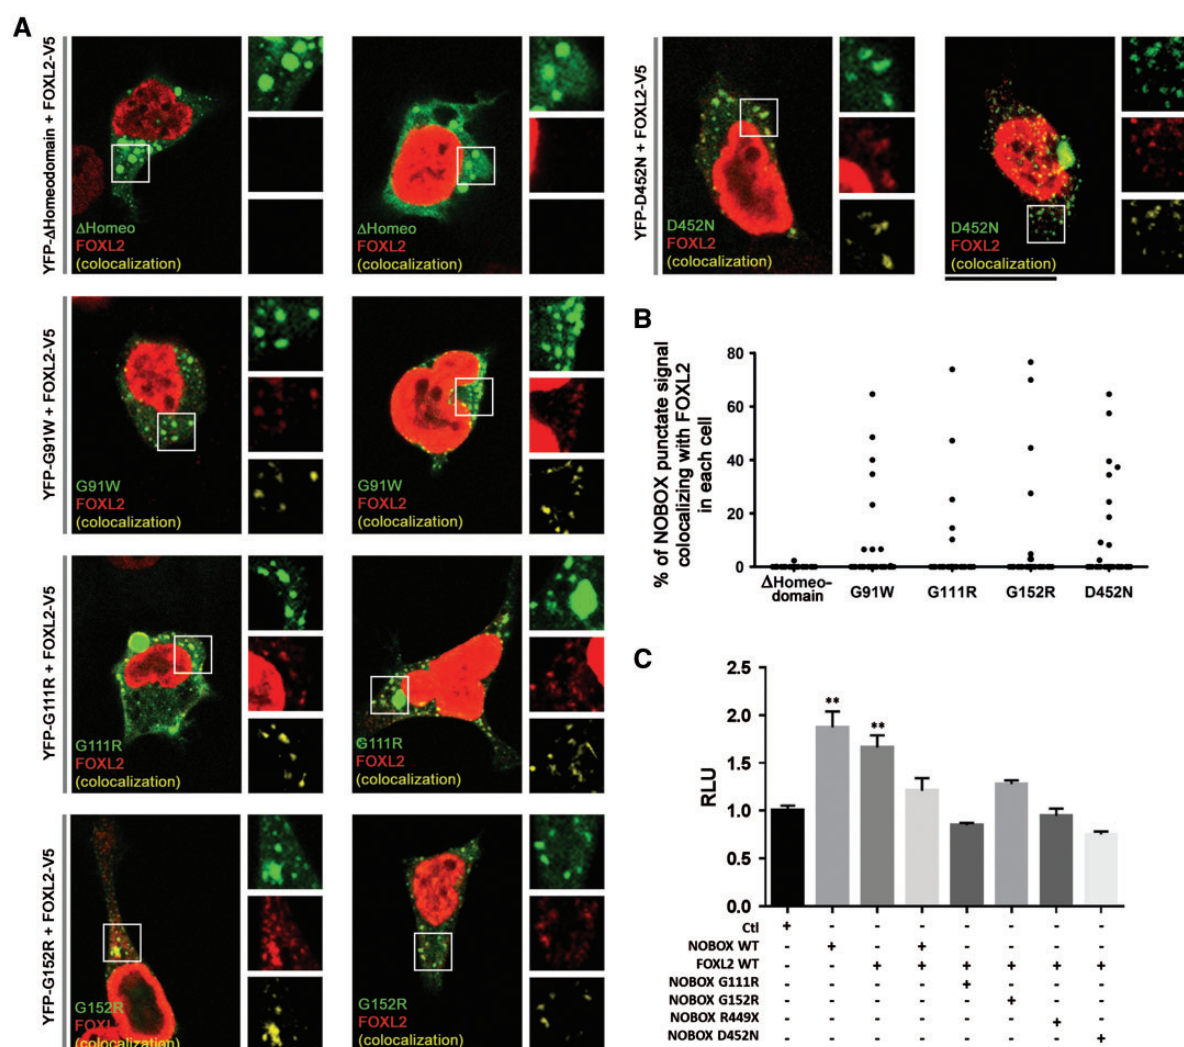 A
YFP-ΔHomeodomain + FOXL2-V5
ΔHomeo
FOXL2
(colocalization)
ΔHomeo
FOXL2
(colocalization)
YFP-D452N + FOXL2-V5
D452N
FOXL2
(colocalization)
D452N
FOXL2
(colocalization)
YFP-G91W + FOXL2-V5
G91W
FOXL2
(colocalization)
G91W
FOXL2
(colocalization)
YFP-G111R + FOXL2-V5
G111R
FOXL2
(colocalization)
G111R
FOXL2
(colocalization)
YFP-G152R + FOXL2-V5
G152R
FOXL2
(colocalization)
G152R
FOXL2
(colocalization)
B
% of NOBOX punctate signal
colocalizing with FOXL2
in each cell
80
60
40
20
0
ΔHomeo-
domain
G91W
G111R
G152R
D452N
C
RLU
2.5
2.0
1.5
1.0
0.5
0.0
** **
Ctl + - - - - - - -
NOBOX WT - + - + - - - -
FOXL2 WT - - + + + + + +
NOBOX G111R - - - - + - - -
NOBOX G152R - - - - - + - -
NOBOX R449X - - - - - - + -
NOBOX D452N - - - - - - - +